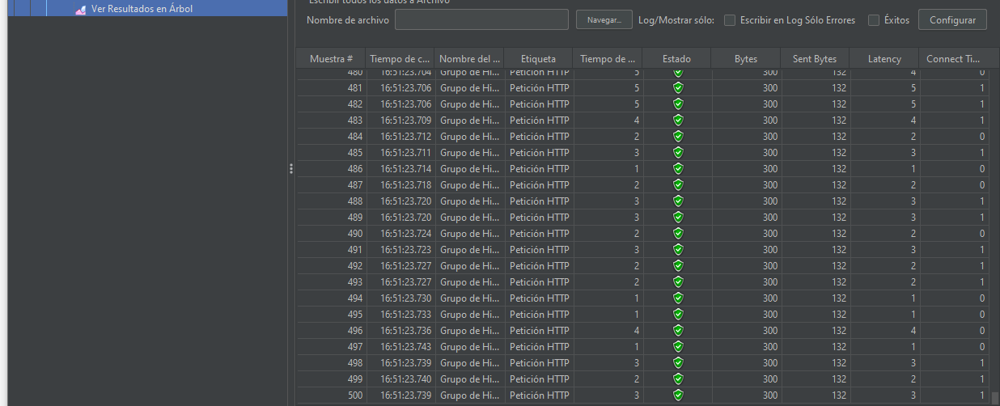 Escribir todos los datos a Archivo
Ver Resultados en Árbol
Nombre de archivo Navegar... Log/Mostrar sólo: Escribir en Log Sólo Errores Éxitos Configurar
Muestra # Tiempo de c... Nombre del ... Etiqueta Tiempo de ... Estado Bytes Sent Bytes Latency Connect Ti...
480 16:51:23.704 Grupo de Hi... Petición HTTP 5 300 132 4 0
481 16:51:23.706 Grupo de Hi... Petición HTTP 5 300 132 5 1
482 16:51:23.706 Grupo de Hi... Petición HTTP 5 300 132 5 1
483 16:51:23.709 Grupo de Hi... Petición HTTP 4 300 132 4 1
484 16:51:23.712 Grupo de Hi... Petición HTTP 2 300 132 2 0
485 16:51:23.711 Grupo de Hi... Petición HTTP 3 300 132 3 1
486 16:51:23.714 Grupo de Hi... Petición HTTP 1 300 132 1 0
487 16:51:23.718 Grupo de Hi... Petición HTTP 2 300 132 2 0
488 16:51:23.720 Grupo de Hi... Petición HTTP 3 300 132 3 1
489 16:51:23.720 Grupo de Hi... Petición HTTP 3 300 132 3 1
490 16:51:23.724 Grupo de Hi... Petición HTTP 2 300 132 2 0
491 16:51:23.723 Grupo de Hi... Petición HTTP 3 300 132 3 1
492 16:51:23.727 Grupo de Hi... Petición HTTP 2 300 132 2 1
493 16:51:23.727 Grupo de Hi... Petición HTTP 2 300 132 2 1
494 16:51:23.730 Grupo de Hi... Petición HTTP 1 300 132 1 0
495 16:51:23.733 Grupo de Hi... Petición HTTP 1 300 132 1 0
496 16:51:23.736 Grupo de Hi... Petición HTTP 4 300 132 4 0
497 16:51:23.743 Grupo de Hi... Petición HTTP 1 300 132 1 0
498 16:51:23.739 Grupo de Hi... Petición HTTP 3 300 132 3 1
499 16:51:23.740 Grupo de Hi... Petición HTTP 2 300 132 2 1
500 16:51:23.739 Grupo de Hi... Petición HTTP 3 300 132 3 1